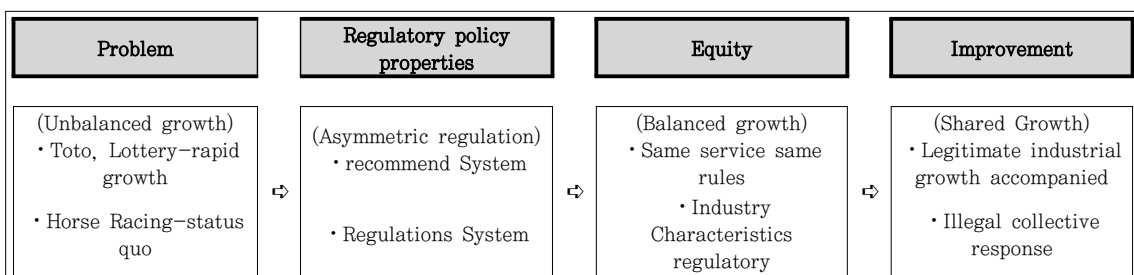 Problem
Regulatory policy
properties
Equity
Improvement
(Unbalanced growth)
・Toto, Lottery−rapid
growth
・Horse Racing−status
quo
⇨
(Asymmetric regulation)
・recommend System
・Regulations System
⇨
(Balanced growth)
・Same service same
rules
・Industry
Characteristics
regulatory
⇨
(Shared Growth)
・Legitimate industrial
growth accompanied
・Illegal collective
response